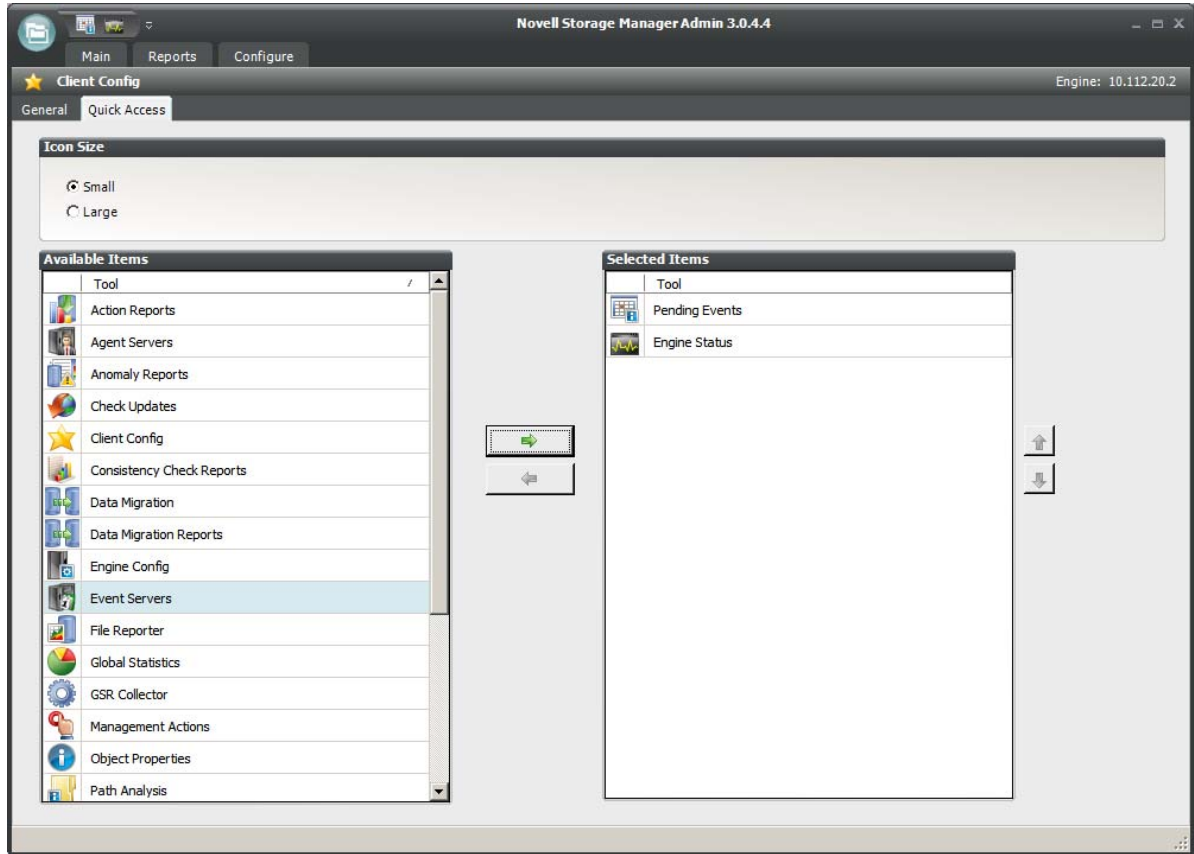 Novell Storage Manager Admin 3.0.4.4
Main Reports Configure
Client Config Engine: 10.112.20.2
General Quick Access
Icon Size
Small
Large
Available Items
Tool
Action Reports
Agent Servers
Anomaly Reports
Check Updates
Client Config
Consistency Check Reports
Data Migration
Data Migration Reports
Engine Config
Event Servers
File Reporter
Global Statistics
GSR Collector
Management Actions
Object Properties
Path Analysis
Selected Items
Tool
Pending Events
Engine Status